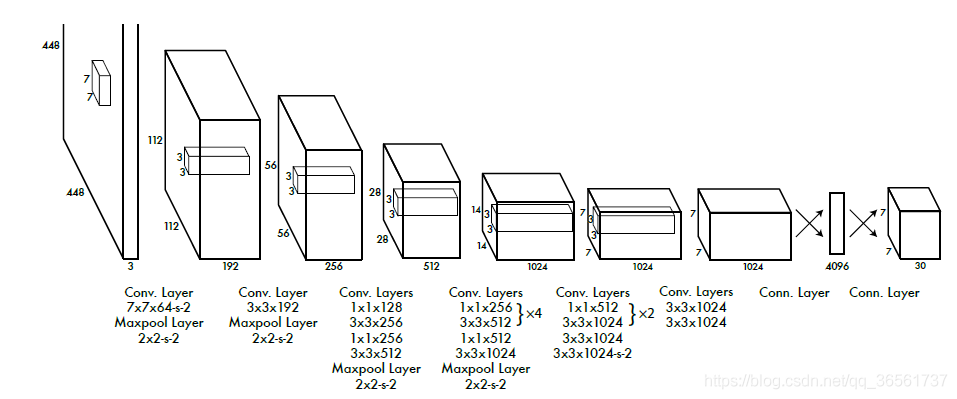 448
7
7
448
3
112
3
3
112
192
56
3
3
56
256
28
3
3
28
512
14
3
3
14
1024
7
3
3
7
1024
7
7
1024
4096
7
7
30
Conv. Layer
7x7x64-s-2
Maxpool Layer
2x2-s-2
Conv. Layer
3x3x192
Maxpool Layer
2x2-s-2
Conv. Layers
1x1x128
3x3x256
1x1x256
3x3x512
Maxpool Layer
2x2-s-2
Conv. Layers
1x1x256
3x3x512
}×4
1x1x512
3x3x1024
Maxpool Layer
2x2-s-2
Conv. Layers
1x1x512
3x3x1024
}×2
3x3x1024
3x3x1024-s-2
Conv. Layers
3x3x1024
3x3x1024
Conn. Layer
Conn. Layer
https://blog.csdn.net/qq_36561737